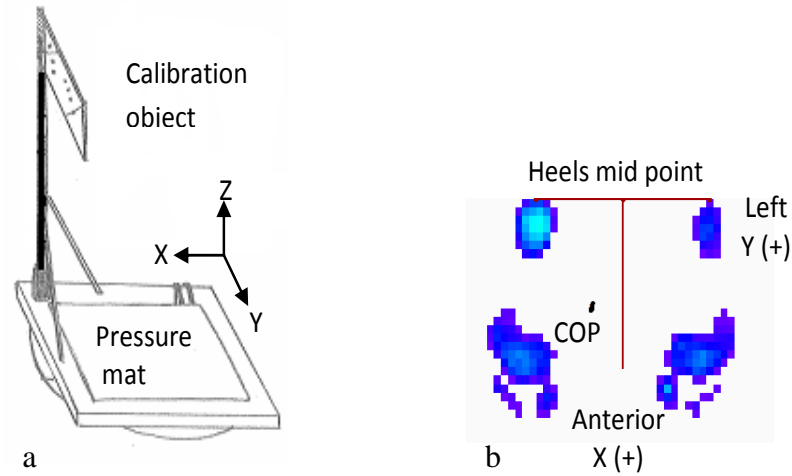 Calibration
obiect
Z
X
Y
Pressure
mat
a
Heels mid point
Left
Y (+)
COP
Anterior
X (+)
b